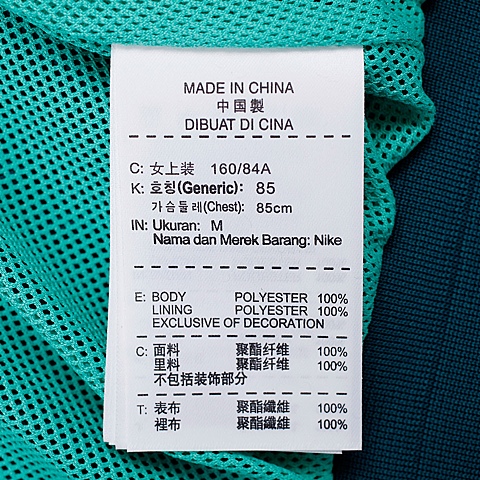 MADE IN CHINA
中国製
DIBUAT DI CINA
C: 女上装 160/84A
K: 호칭(Generic): 85
가슴둘레(Chest): 85cm
IN: Ukuran: M
Nama dan Merek Barang: Nike
E: BODY POLYESTER 100%
LINING POLYESTER 100%
EXCLUSIVE OF DECORATION
C: 面料 聚酯纤维 100%
里料 聚酯纤维 100%
不包括装饰部分
T: 表布 聚酯纖維 100%
裡布 聚酯纖維 100%